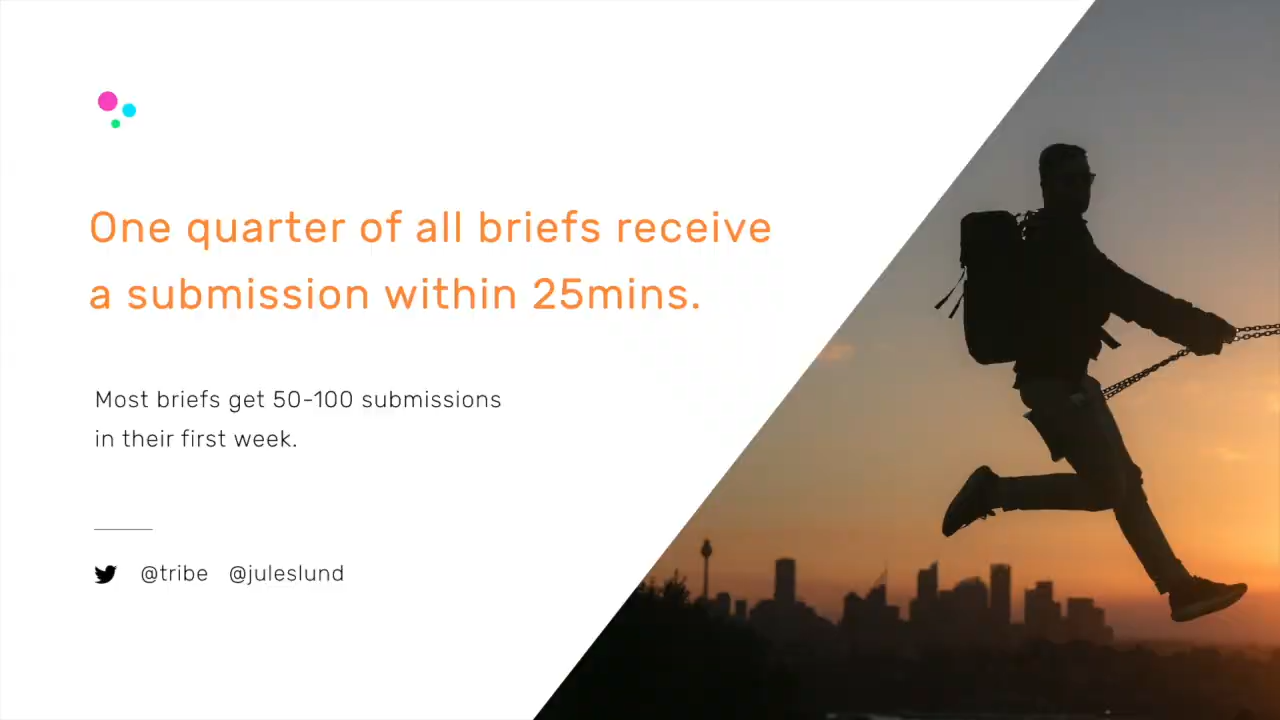 One quarter of all briefs receive
a submission within 25mins.
Most briefs get 50-100 submissions
in their first week.
@tribe @juleslund